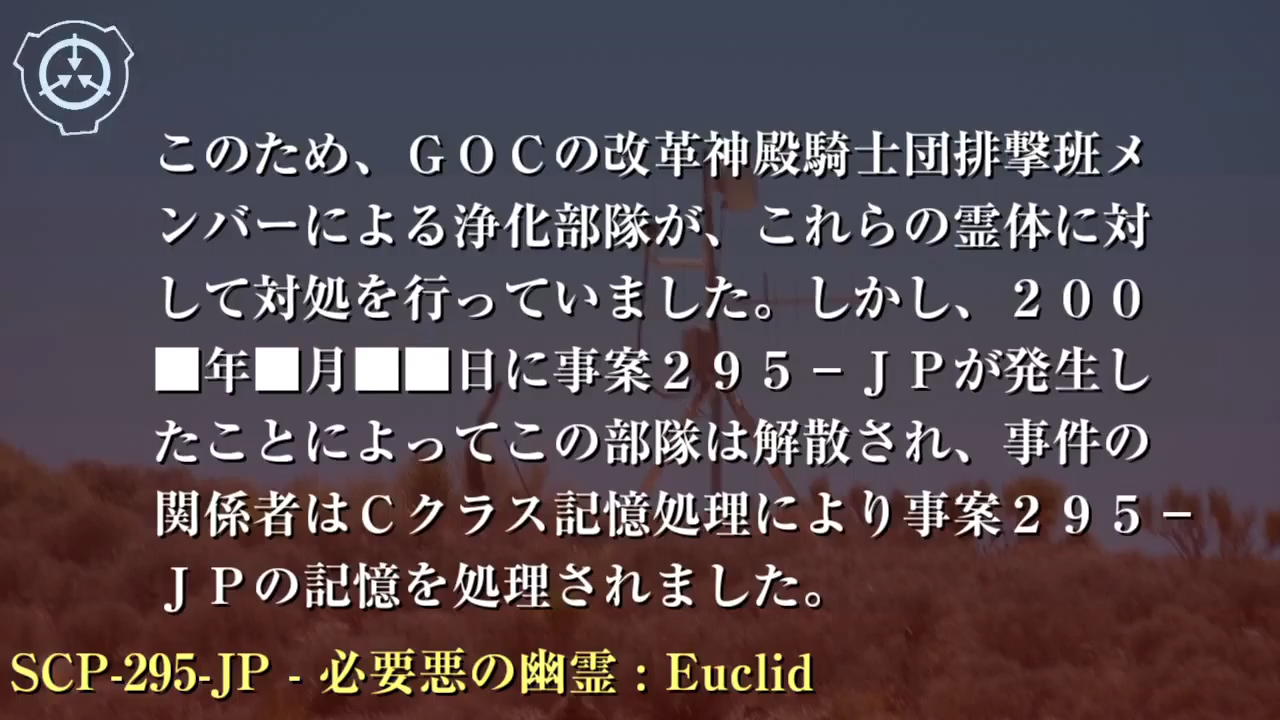 このため、ＧＯＣの改革神殿騎士団排撃班メ
ンバーによる浄化部隊が、これらの霊体に対
して対処を行っていました。しかし、２００
■年■月■■日に事案２９５－ＪＰが発生し
たことによってこの部隊は解散され、事件の
関係者はＣクラス記憶処理により事案２９５－
ＪＰの記憶を処理されました。
SCP-295-JP - 必要悪の幽霊：Euclid